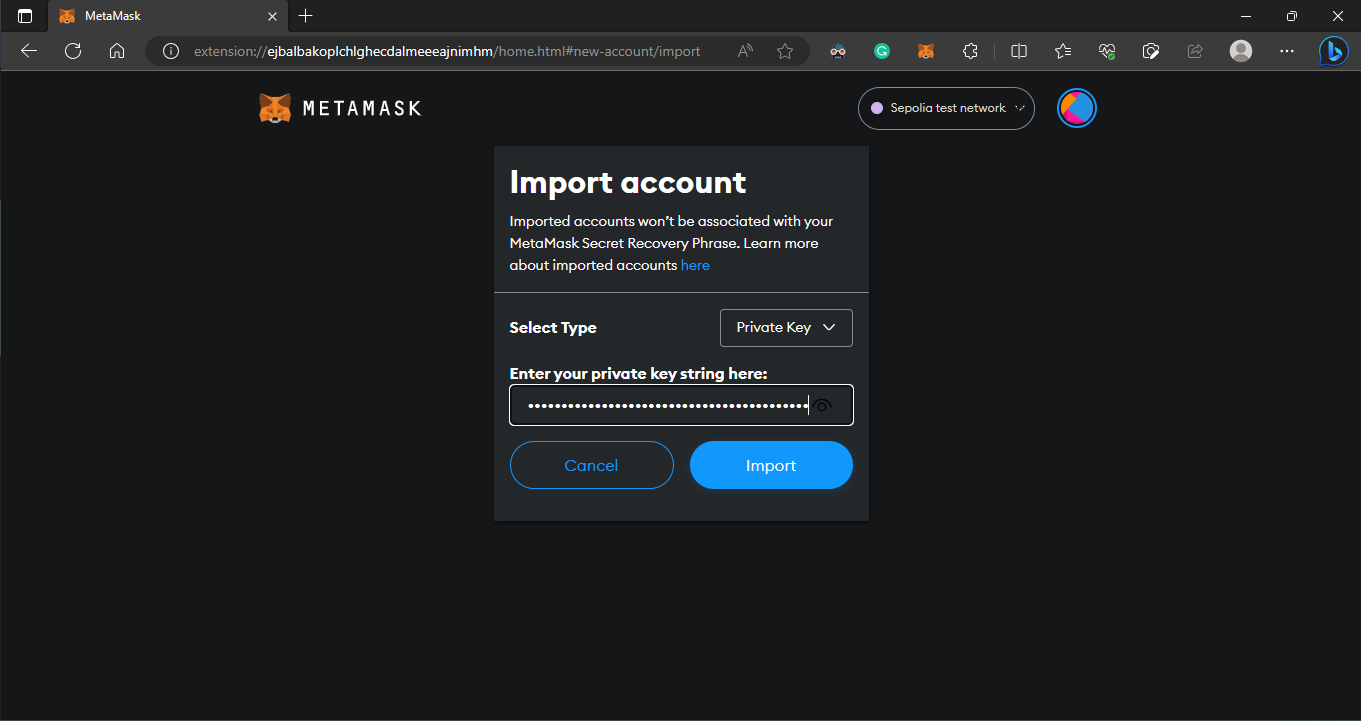 MetaMask
extension://ejbalbakoplchlghecdalmeeeajnimhm/home.html#new-account/import
METAMASK
Sepolia test network
Import account
Imported accounts won't be associated with your
MetaMask Secret Recovery Phrase. Learn more
about imported accounts here
Select Type
Private Key
Enter your private key string here:
Cancel
Import